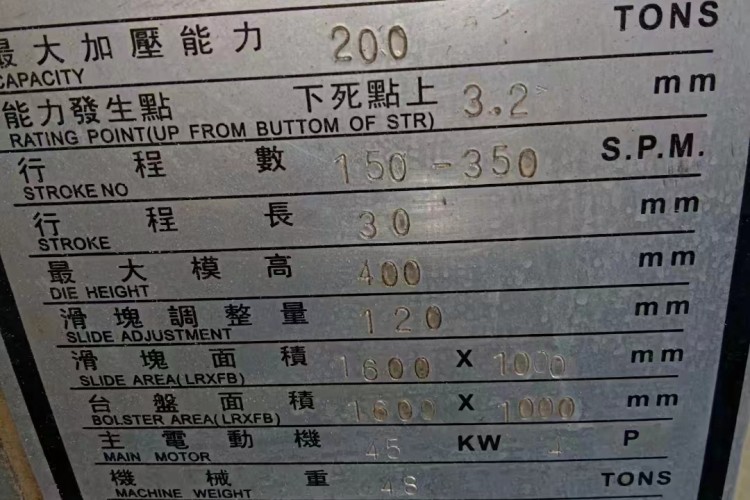 最大加壓能力 200 TONS
CAPACITY
能力發生點 下死點上 3.2 mm
RATING POINT(UP FROM BUTTOM OF STR)
行程數 150-350 S.P.M.
STROKE NO
行程長 30 mm
STROKE
最大模高 400 mm
DIE HEIGHT
滑塊調整量 120 mm
SLIDE ADJUSTMENT
滑塊面積 1600 X 1000 mm
SLIDE AREA(LRXFB)
台盤面積 1600 X 1000 mm
BOLSTER AREA(LRXFB)
主電動機 45 KW 4 P
MAIN MOTOR
機械重 48 TONS
MACHINE WEIGHT